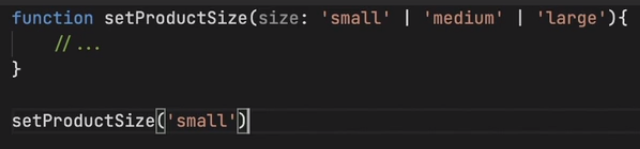 function setProductSize(size: 'small' | 'medium' | 'large'){
    //...
}
setProductSize('small')